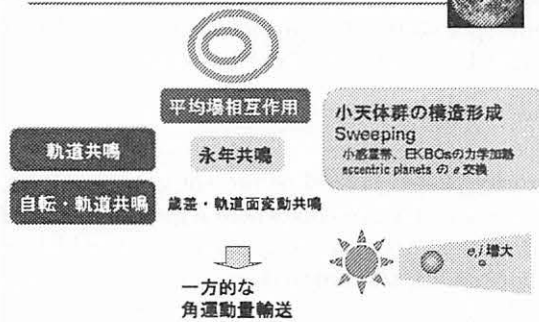 平均場相互作用
軌道共鳴
永年共鳴
自転・軌道共鳴
歳差・軌道面変動共鳴
一方的な
角運動量輸送
小天体群の構造形成
Sweeping
小惑星帯、EKBOsの力学加熱
eccentric planets の e 交換
e,i 増大